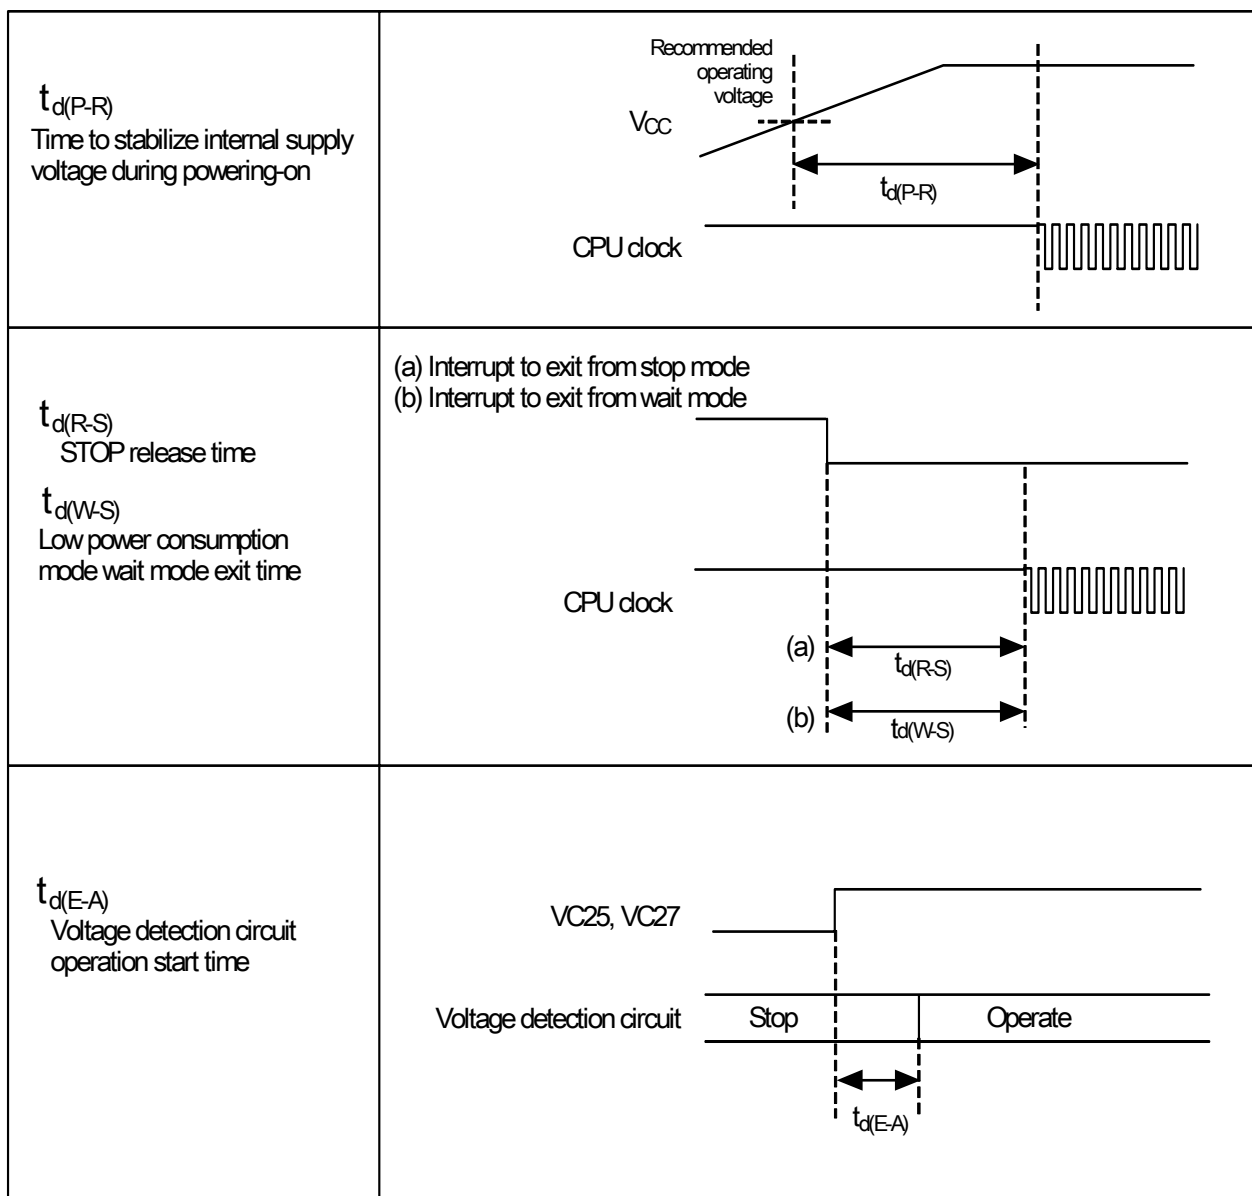 td(P-R)
Time to stabilize internal supply
voltage during powering-on
Recommended
operating
voltage
VCC
td(P-R)
CPU clock
td(R-S)
STOP release time
td(W-S)
Low power consumption
mode wait mode exit time
(a) Interrupt to exit from stop mode
(b) Interrupt to exit from wait mode
CPU clock
(a)
td(R-S)
(b)
td(W-S)
td(E-A)
Voltage detection circuit
operation start time
VC25, VC27
Voltage detection circuit
Stop
Operate
td(E-A)